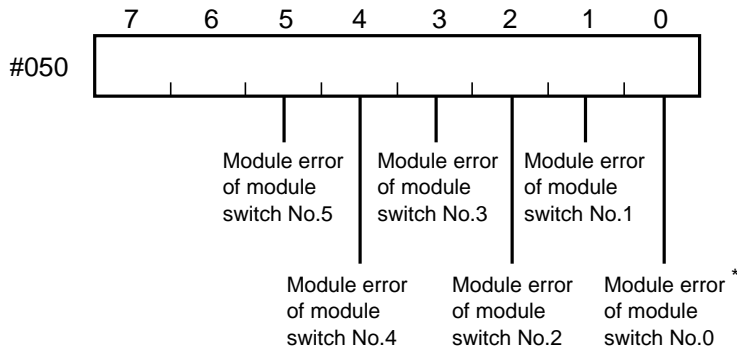 7 6 5 4 3 2 1 0
#050
Module error
of module
switch No.5
Module error
of module
switch No.3
Module error
of module
switch No.1
Module error
of module
switch No.4
Module error
of module
switch No.2
Module error *
of module
switch No.0